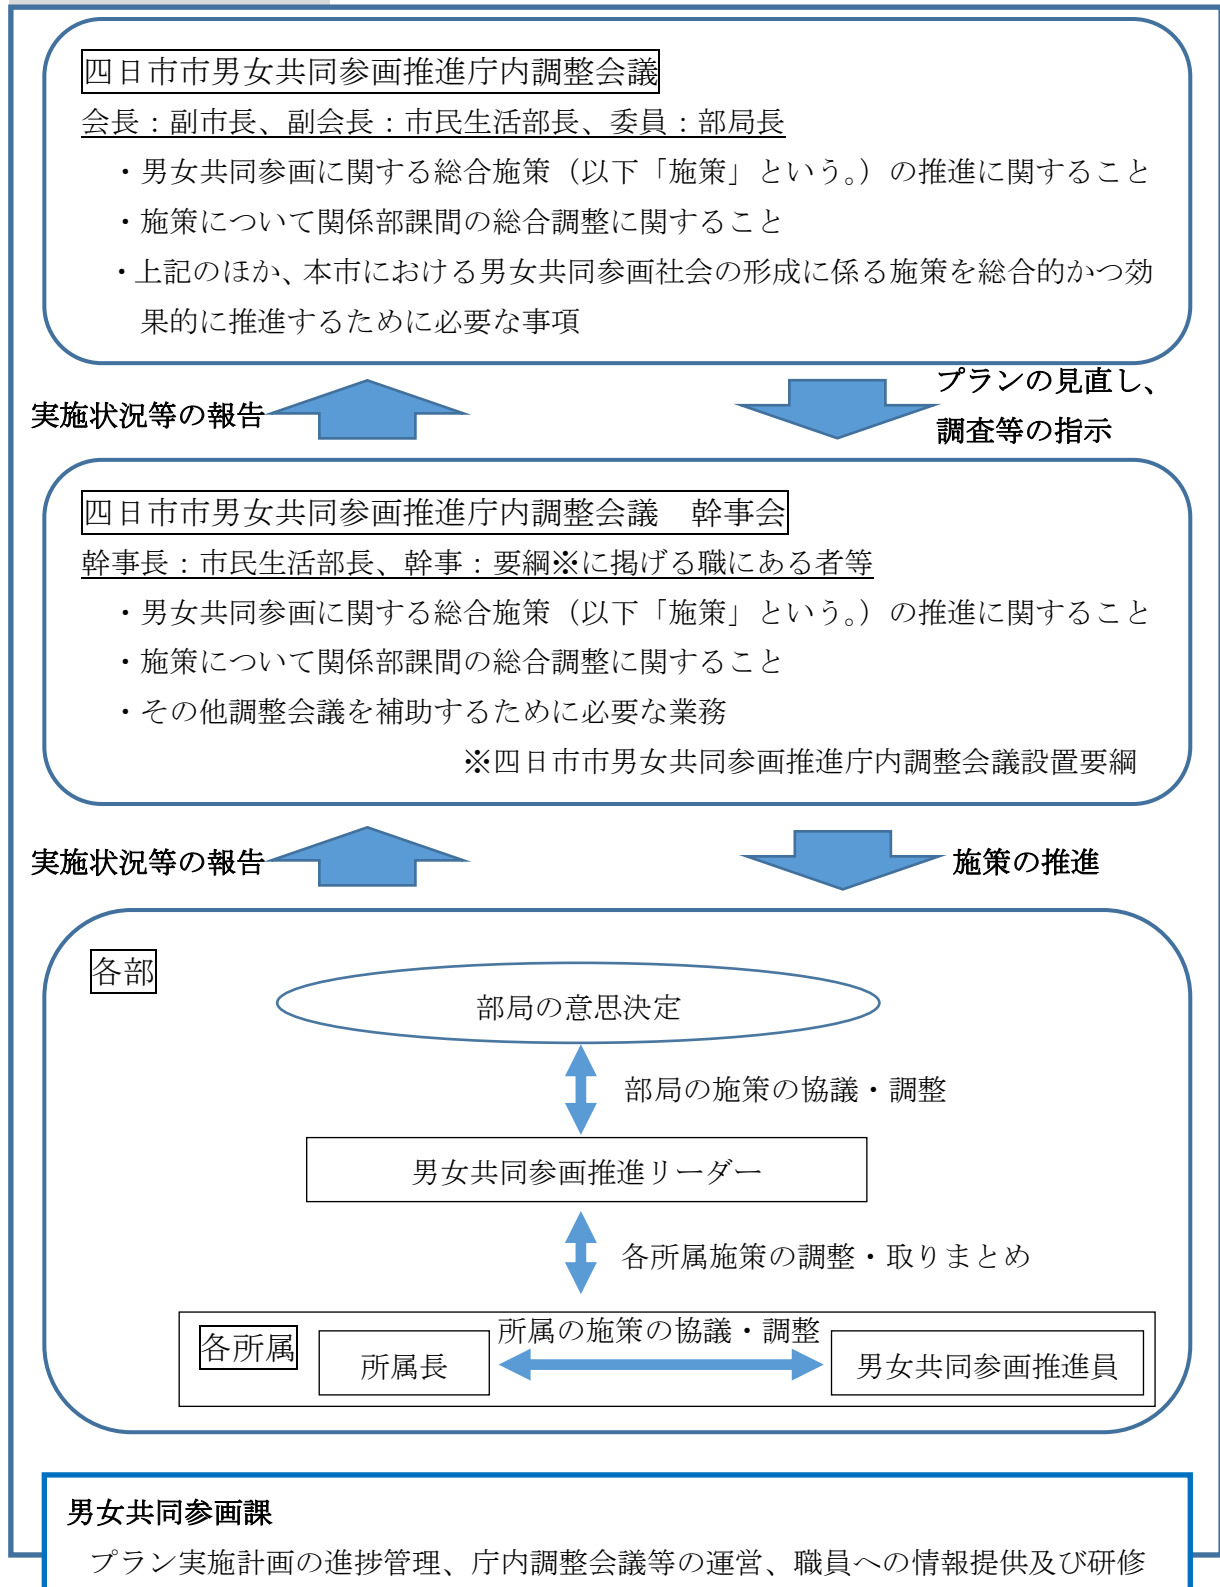 四日市市男女共同参画推進庁内調整会議
会長：副市長、副会長：市民生活部長、委員：部局長
・男女共同参画に関する総合施策（以下「施策」という。）の推進に関すること
・施策について関係部課間の総合調整に関すること
・上記のほか、本市における男女共同参画社会の形成に係る施策を総合的かつ効
果的に推進するために必要な事項
実施状況等の報告
プランの見直し、
調査等の指示
四日市市男女共同参画推進庁内調整会議　幹事会
幹事長：市民生活部長、幹事：要綱※に掲げる職にある者等
・男女共同参画に関する総合施策（以下「施策」という。）の推進に関すること
・施策について関係部課間の総合調整に関すること
・その他調整会議を補助するために必要な業務
※四日市市男女共同参画推進庁内調整会議設置要綱
実施状況等の報告
施策の推進
各部
部局の意思決定
部局の施策の協議・調整
男女共同参画推進リーダー
各所属施策の調整・取りまとめ
各所属
所属の施策の協議・調整
所属長
男女共同参画推進員
男女共同参画課
プラン実施計画の進捗管理、庁内調整会議等の運営、職員への情報提供及び研修